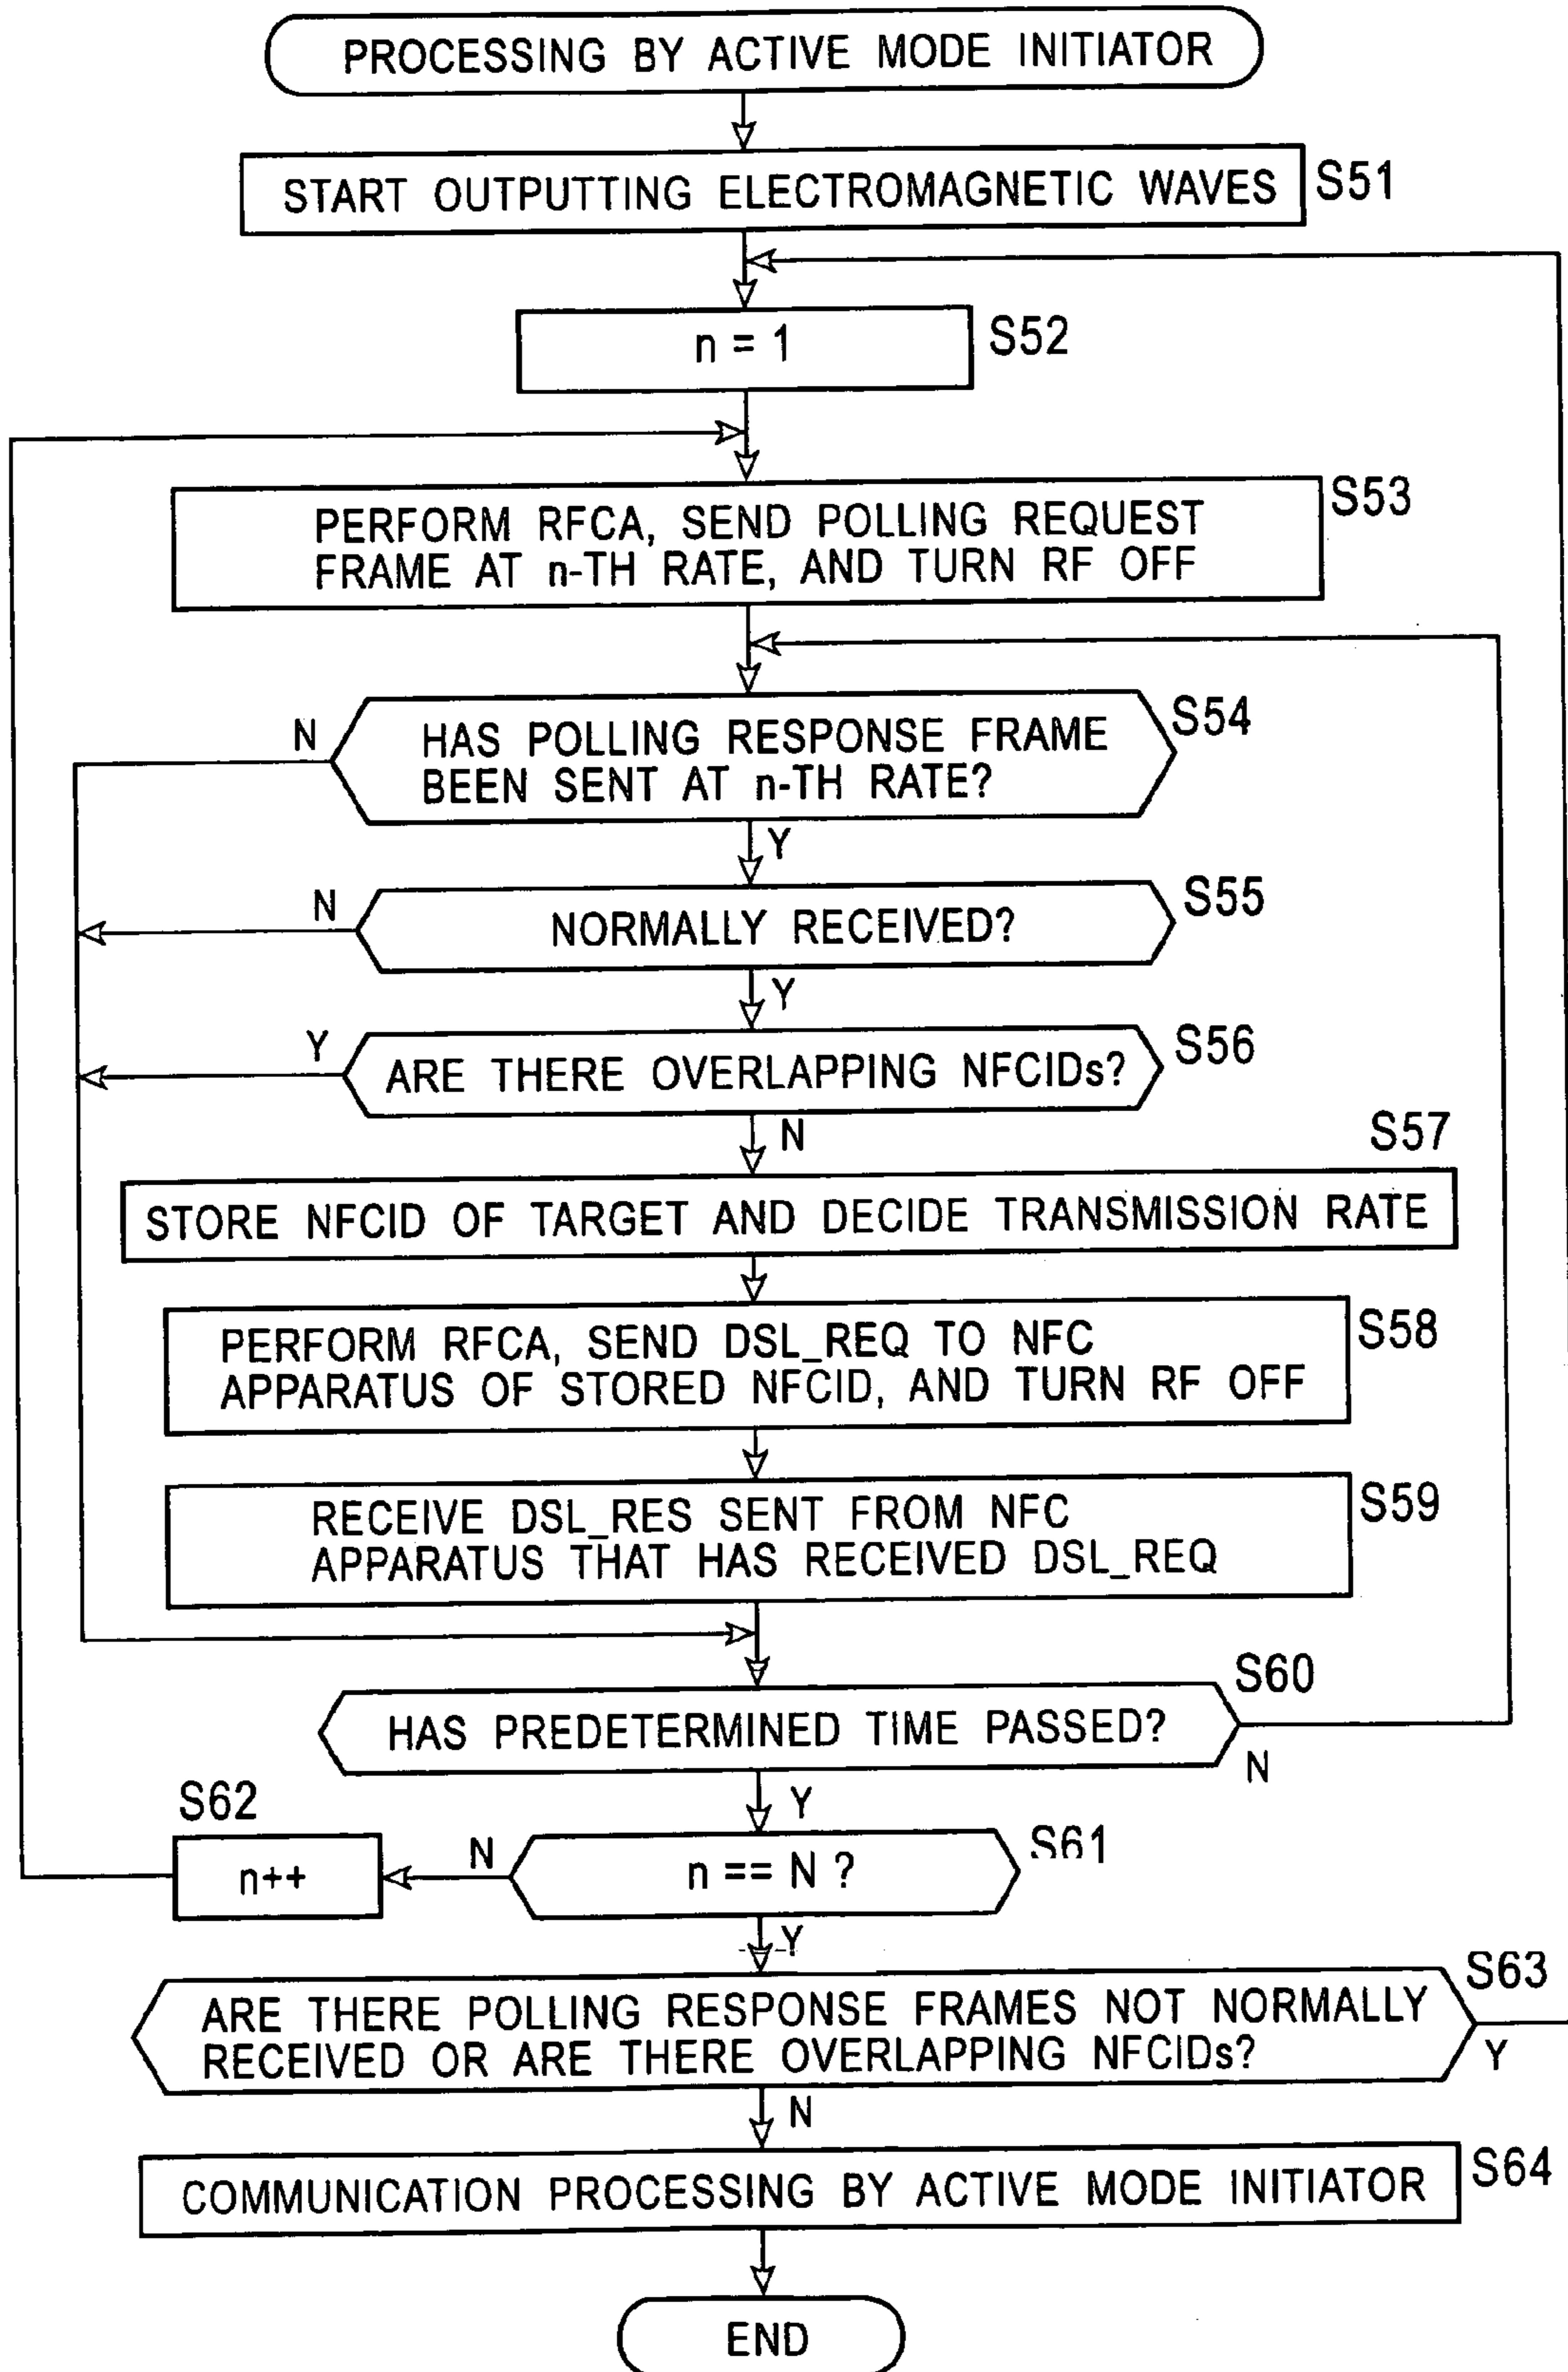 PROCESSING BY ACTIVE MODE INITIATOR
START OUTPUTTING ELECTROMAGNETIC WAVES
S51
n = 1
S52
S53
PERFORM RFCA, SEND POLLING REQUEST
FRAME AT n-TH RATE, AND TURN RF OFF
S54
N
HAS POLLING RESPONSE FRAME
BEEN SENT AT n-TH RATE?
Y
S55
N
NORMALLY RECEIVED?
Y
S56
Y
ARE THERE OVERLAPPING NFCIDs?
N
S57
STORE NFCID OF TARGET AND DECIDE TRANSMISSION RATE
S58
PERFORM RFCA, SEND DSL_REQ TO NFC
APPARATUS OF STORED NFCID, AND TURN RF OFF
S59
RECEIVE DSL_RES SENT FROM NFC
APPARATUS THAT HAS RECEIVED DSL_REQ
S60
HAS PREDETERMINED TIME PASSED?
N
Y
S62
n++
N
n == N ?
S61
Y
S63
ARE THERE POLLING RESPONSE FRAMES NOT NORMALLY
RECEIVED OR ARE THERE OVERLAPPING NFCIDs?
Y
N
COMMUNICATION PROCESSING BY ACTIVE MODE INITIATOR
S64
END